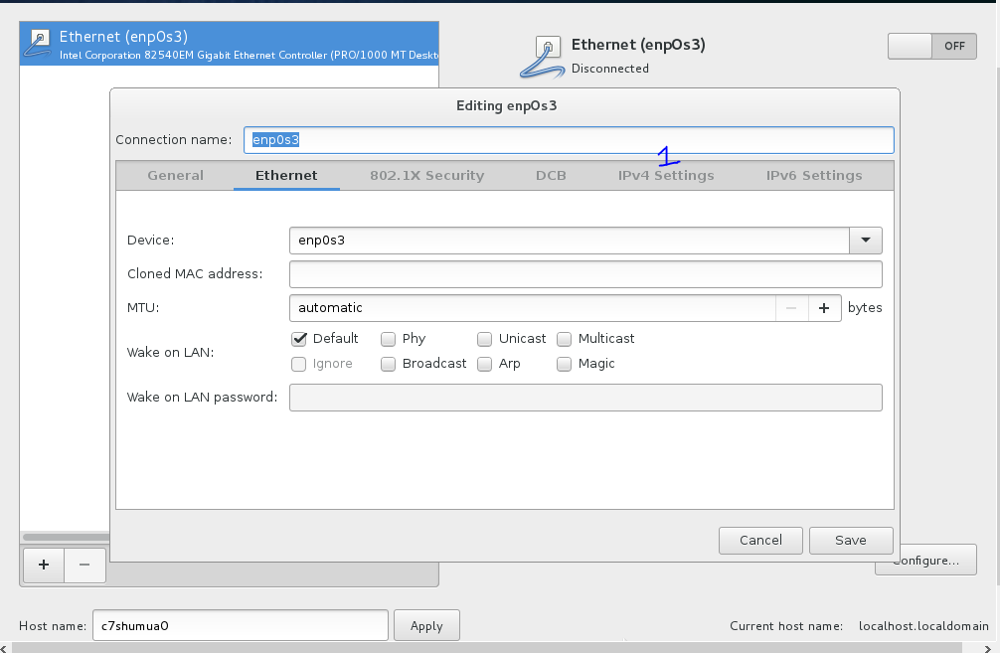 Ethernet (enp0s3)
Intel Corporation 82540EM Gigabit Ethernet Controller (PRO/1000 MT Deskto
Ethernet (enp0s3)
Disconnected
OFF
Editing enp0s3
Connection name: enp0s3
1
General Ethernet 802.1X Security DCB IPv4 Settings IPv6 Settings
Device: enp0s3
Cloned MAC address:
MTU: automatic − + bytes
Wake on LAN:
Default Phy Unicast Multicast
Ignore Broadcast Arp Magic
Wake on LAN password:
Cancel Save
+ −
Configure...
Host name: c7shumua0 Apply Current host name: localhost.localdomain